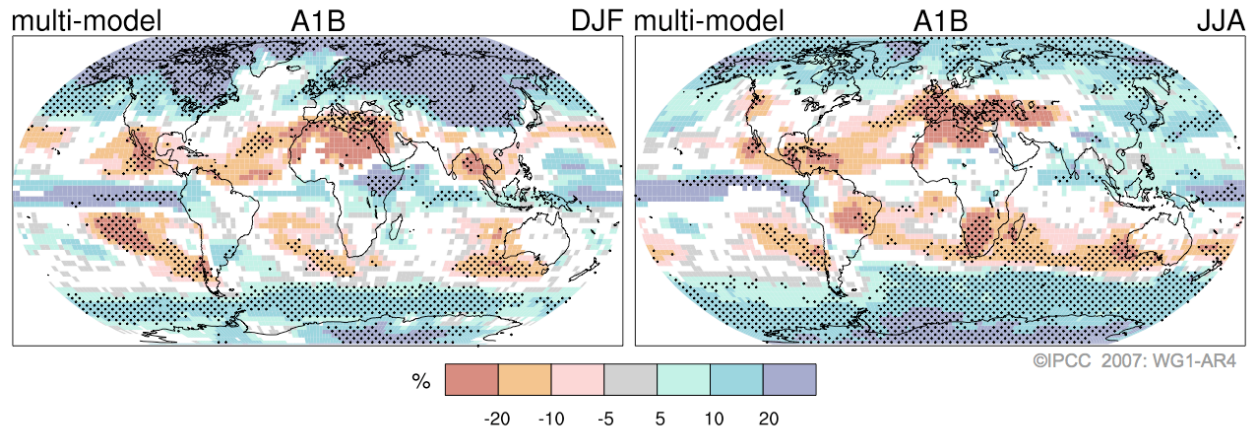 multi-model A1B DJF
multi-model A1B JJA
©IPCC 2007: WG1-AR4
%
-20 -10 -5 5 10 20